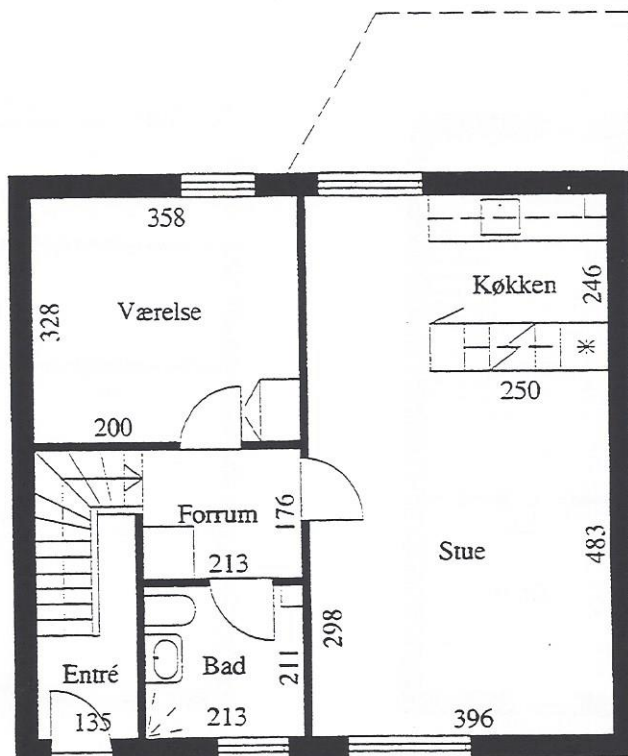 358
Værelse
328
200
Køkken
246
250
Forrum
176
213
Stue
483
298
Entré
135
Bad
211
213
396